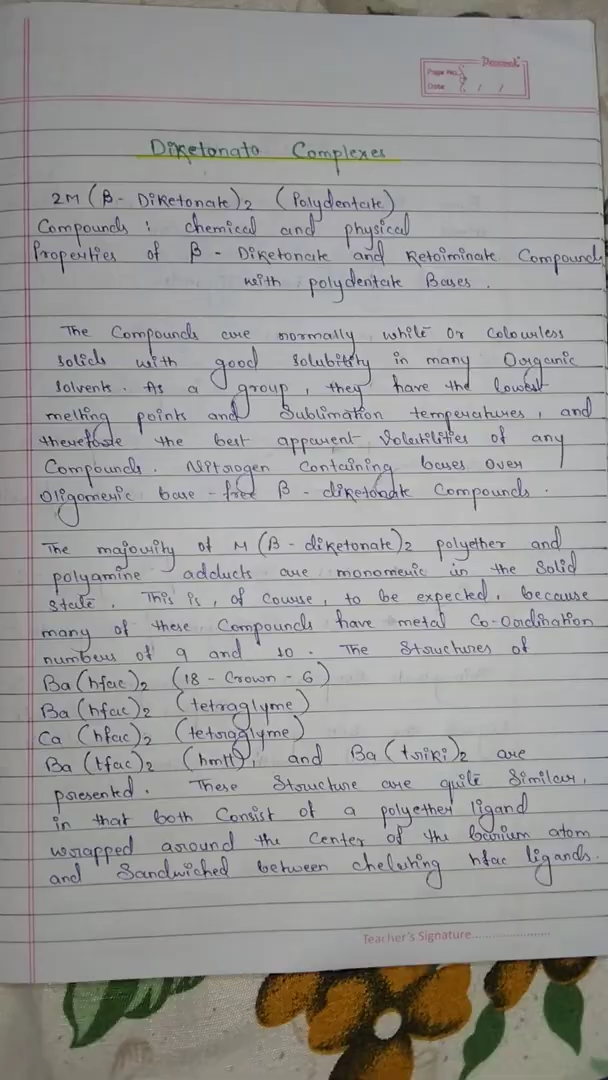 Page No.
Date / /
Diketonato Complexes
2M (β - Diketonate)2 (Polydentate)
Compounds : chemical and physical
Properties of β - Diketonate and Ketoiminate Compounds
with polydentate Bases .
The Compounds are normally white or Colourless
solids with good solubitity in many Organic
solvents. As a group, they have the lowest
melting points and Sublimation temperatures, and
therefore the best apparent Volatilities of any
Compounds. Nitrogen Containing bases over
Oligomeric base - free β - diketonate Compounds .
The majority of M (β - diketonate)2 polyether and
polyamine adducts are monomeric in the Solid
State. This is, of Course, to be expected, because
many of these Compounds have metal Co-Ordination
numbers of 9 and 10. The Structures of
Ba (hfac)2 (18 - Crown - 6)
Ba (hfac)2 (tetraglyme)
Ca (hfac)2 (tetraglyme)
Ba (tfac)2 (hmtt), and Ba (triki)2 are
presented. These Structure are quite Similar,
in that both Consist of a polyether ligand
wrapped around the Center of the barium atom
and Sandwiched between chelating hfac ligands.
Teacher's Signature........................